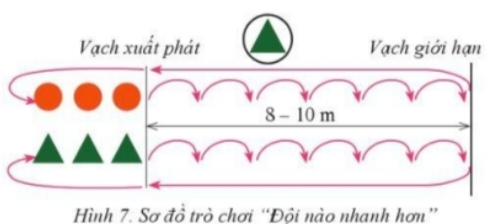 Vạch xuất phát
Vạch giới hạn
8 – 10 m
Hình 7. Sơ đồ trò chơi “Đội nào nhanh hơn”